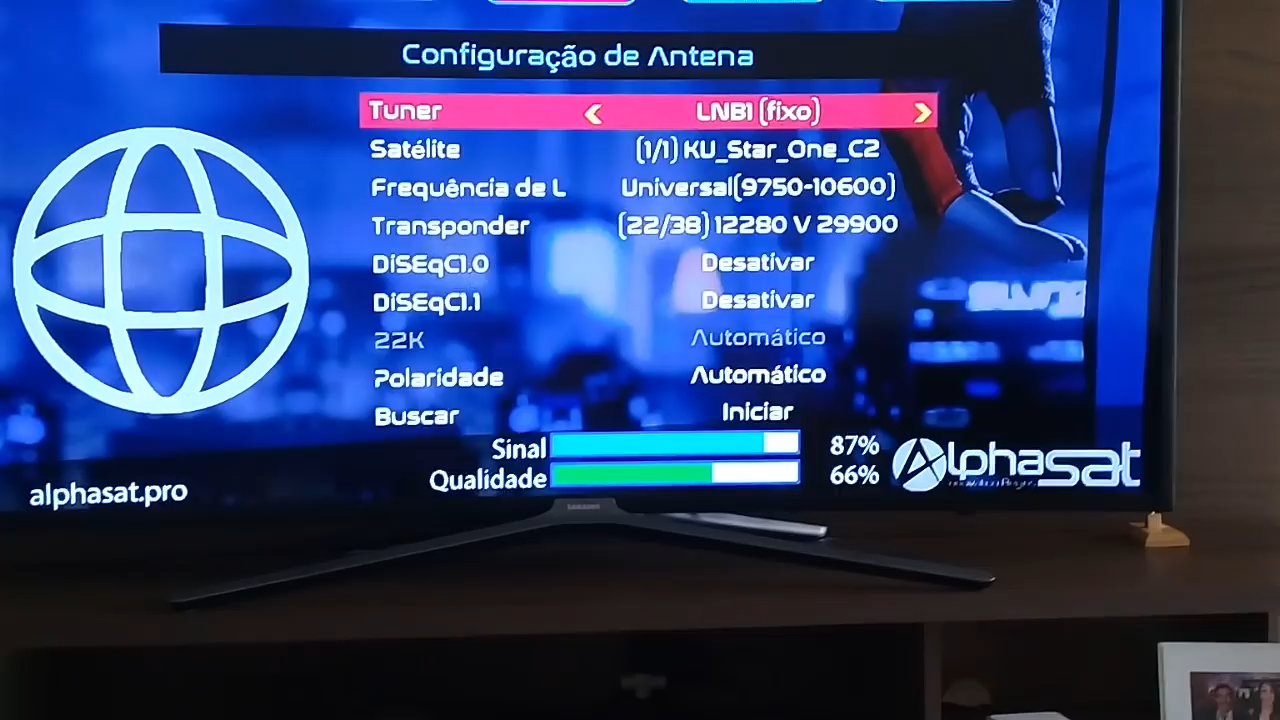 Configuração de Antena
Tuner LNB1 (fixo)
Satélite (1/1) KU_Star_One_C2
Frequência de L Universal(9750-10600)
Transponder (22/38) 12280 V 29900
DiSEqC1.0 Desativar
DiSEqC1.1 Desativar
22K Automático
Polaridade Automático
Buscar Iniciar
Sinal 87%
Qualidade 66%
alphasat.pro
Alphasat
SAMSUNG